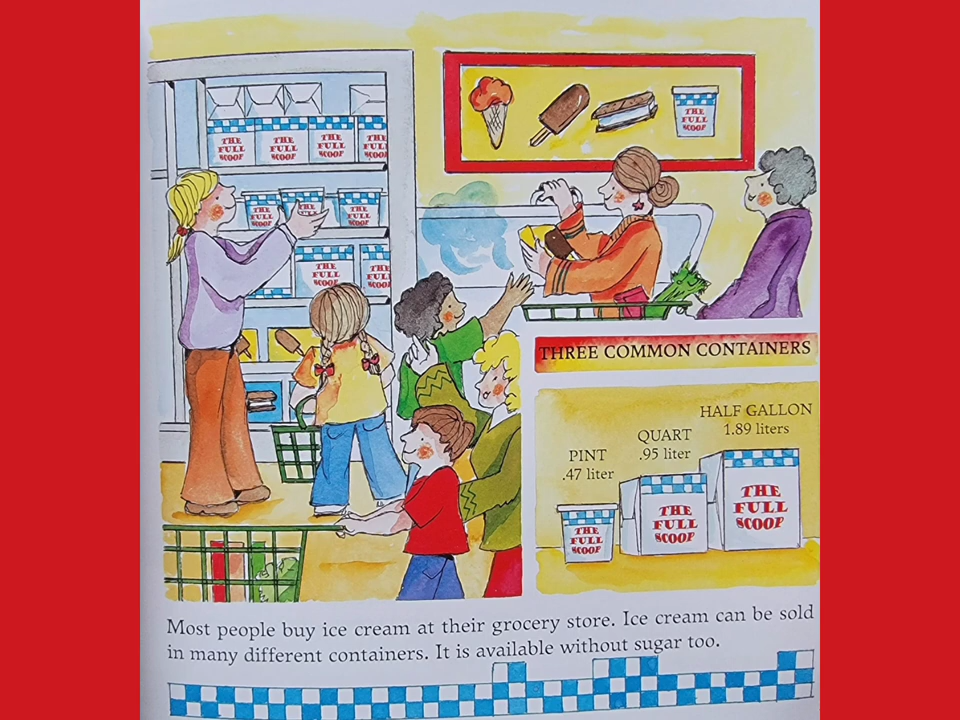 THE
FULL
SCOOP
THE
FULL
SCOOP
THE
FULL
SCOOP
THE
FULL
SCOOP
THE
FULL
SCOOP
THE
FULL
SCOOP
THE
FULL
THE
FULL
SCOOP
THE
FULL
SCOOP
THE
FULL
SCOOP
THREE COMMON CONTAINERS
PINT
.47 liter
QUART
.95 liter
HALF GALLON
1.89 liters
THE
FULL
SCOOP
THE
FULL
SCOOP
THE
FULL
SCOOP
Most people buy ice cream at their grocery store. Ice cream can be sold
in many different containers. It is available without sugar too.